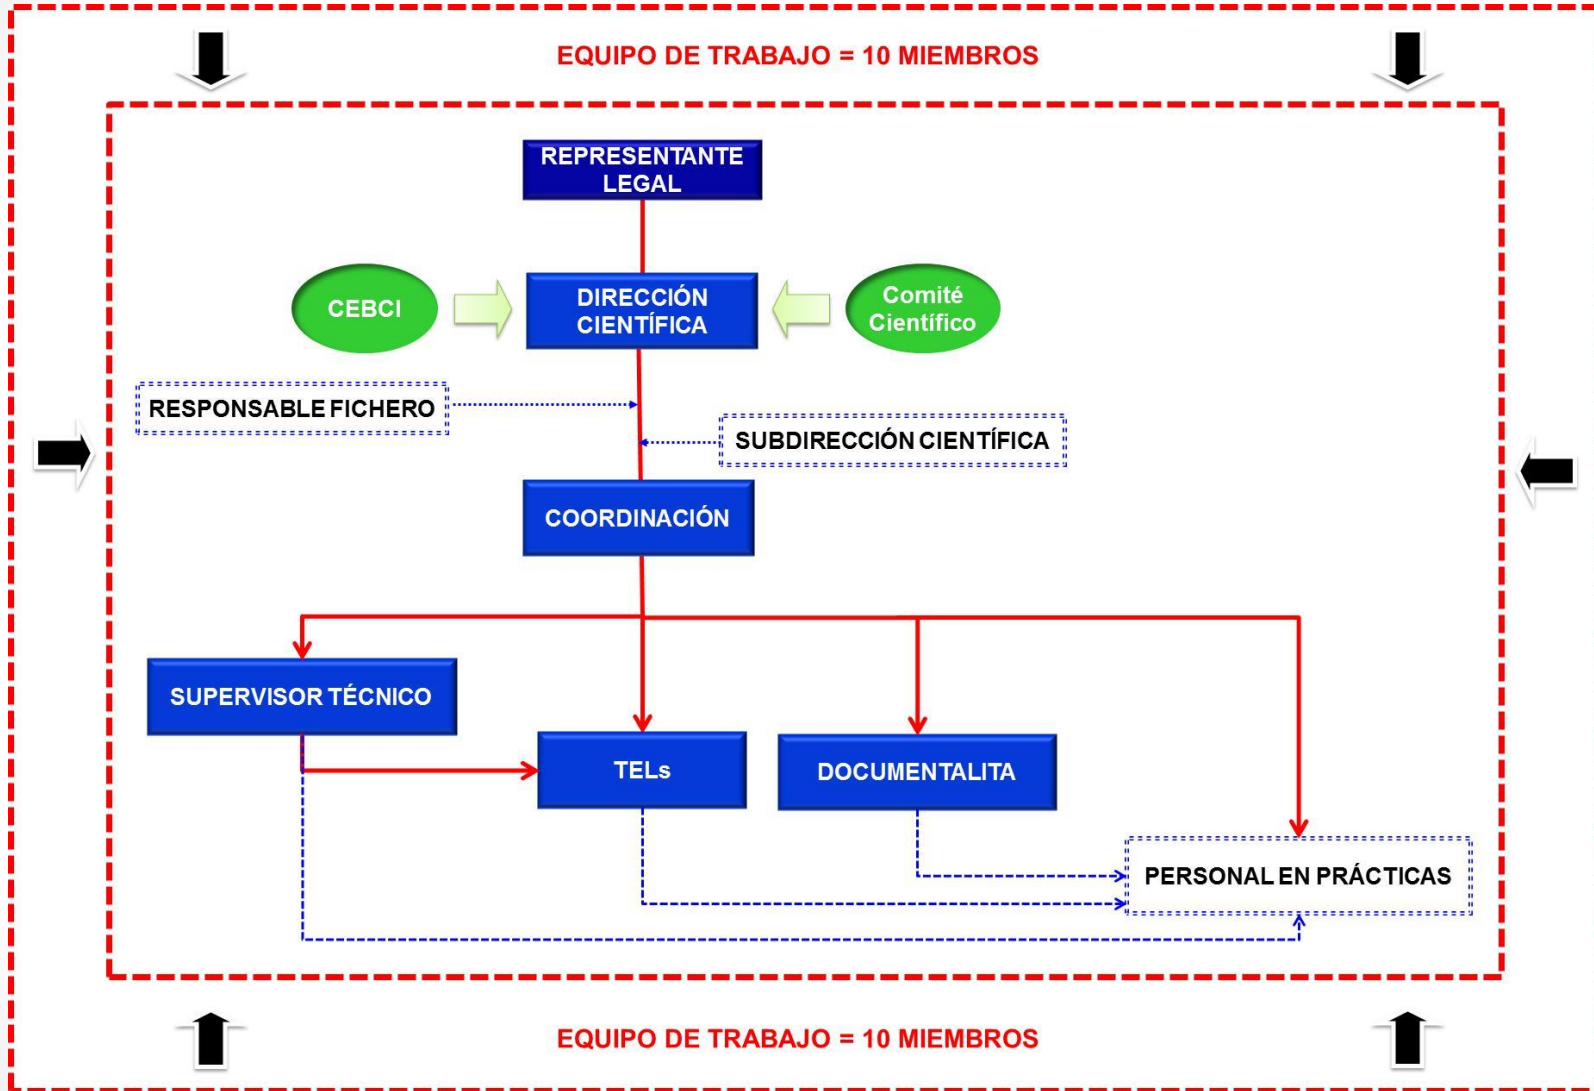 EQUIPO DE TRABAJO = 10 MIEMBROS
REPRESENTANTE
LEGAL
CEBCI
DIRECCIÓN
CIENTÍFICA
Comité
Científico
RESPONSABLE FICHERO
SUBDIRECCIÓN CIENTÍFICA
COORDINACIÓN
SUPERVISOR TÉCNICO
TELs
DOCUMENTALITA
PERSONAL EN PRÁCTICAS
EQUIPO DE TRABAJO = 10 MIEMBROS